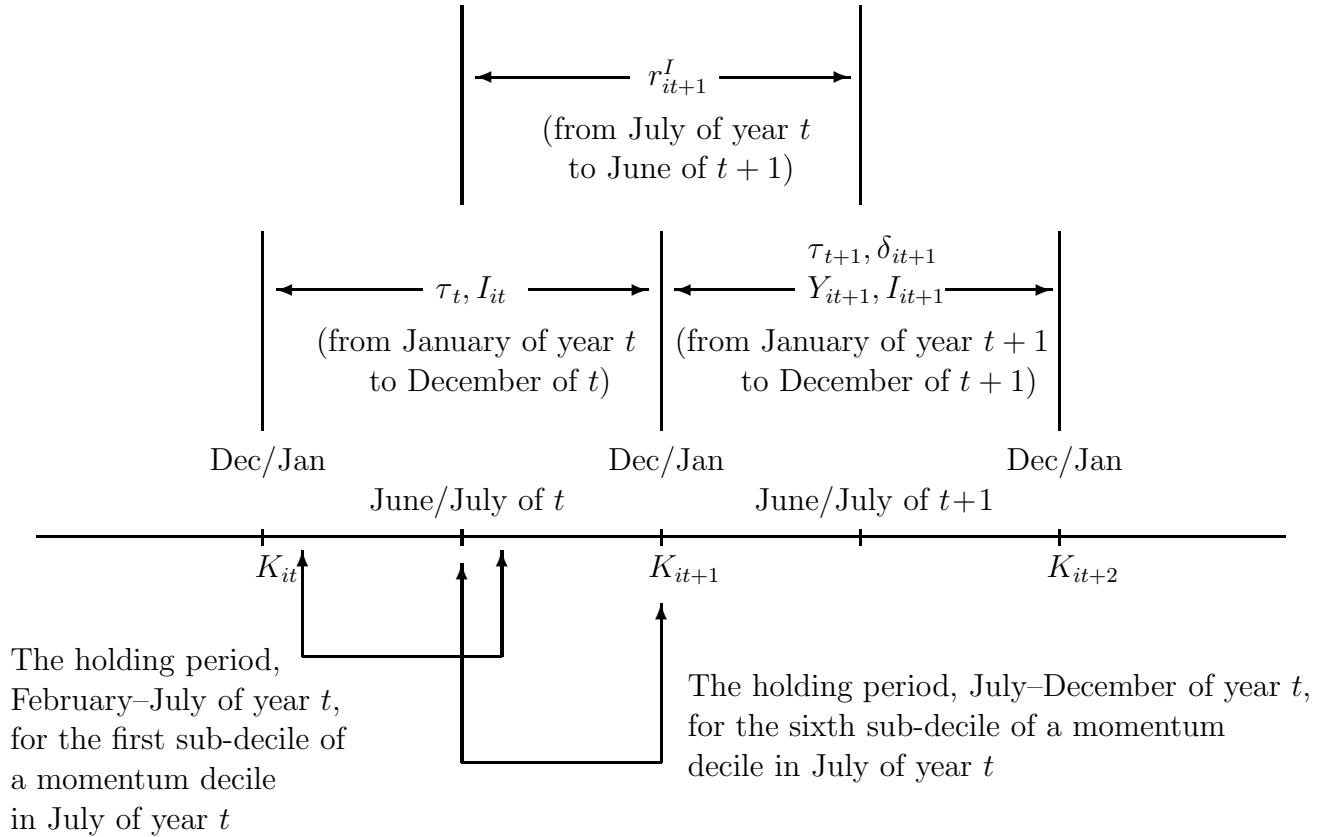 $r^I_{it+1}$
(from July of year $t$
to June of $t+1$)
$\tau_{t+1}, \delta_{it+1}$
$\tau_t, I_{it}$
$Y_{it+1}, I_{it+1}$
(from January of year $t$
to December of $t$)
(from January of year $t+1$
to December of $t+1$)
Dec/Jan
Dec/Jan
Dec/Jan
June/July of $t$
June/July of $t+1$
$K_{it}$
$K_{it+1}$
$K_{it+2}$
The holding period,
February–July of year $t$,
for the first sub-decile of
a momentum decile
in July of year $t$
The holding period, July–December of year $t$,
for the sixth sub-decile of a momentum
decile in July of year $t$